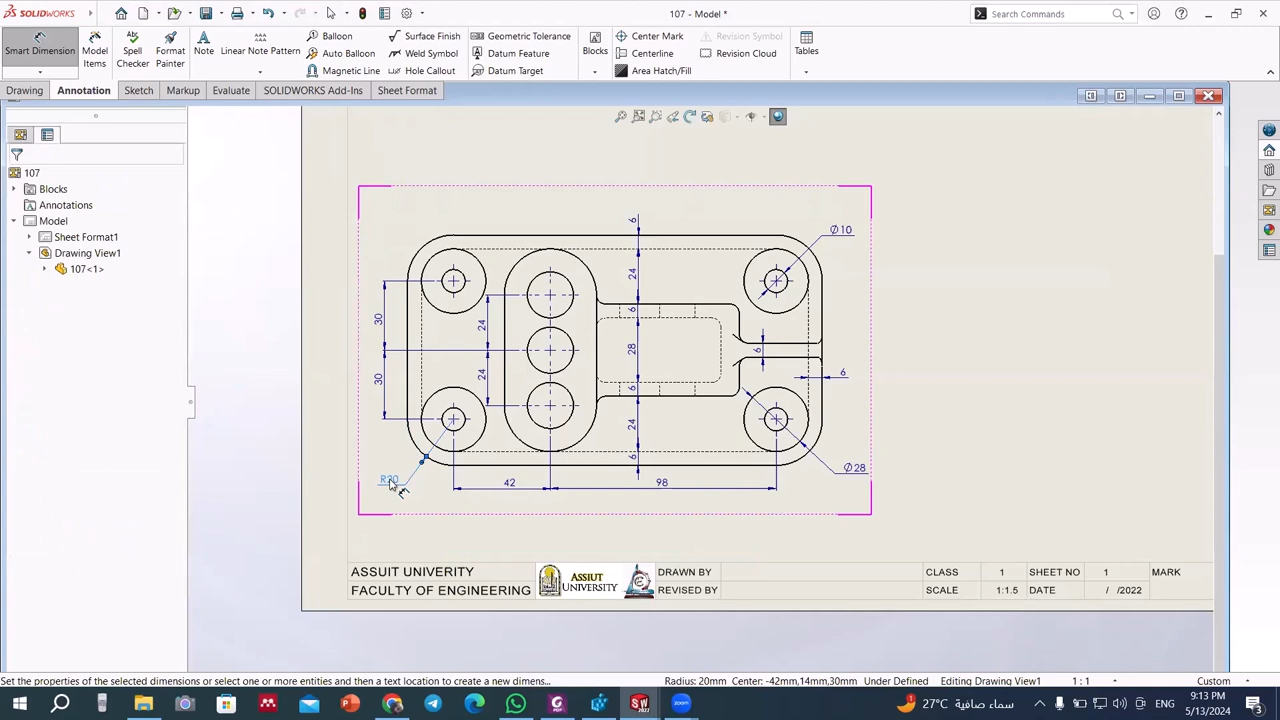 SOLIDWORKS
107 - Model *
Search Commands
Smart Dimension
Model Items
Spell Checker
Format Painter
Note
Linear Note Pattern
Balloon
Auto Balloon
Magnetic Line
Surface Finish
Weld Symbol
Hole Callout
Geometric Tolerance
Datum Feature
Datum Target
Blocks
Center Mark
Centerline
Area Hatch/Fill
Revision Symbol
Revision Cloud
Tables
Drawing
Annotation
Sketch
Markup
Evaluate
SOLIDWORKS Add-Ins
Sheet Format
107
Blocks
Annotations
Model
Sheet Format1
Drawing View1
107<1>
6
Ø10
24
30
24
6
28
6
6
30
24
6
24
6
Ø28
R20
42
98
ASSUIT UNIVERITY
FACULTY OF ENGINEERING
ASSIUT
UNIVERSITY
DRAWN BY
REVISED BY
CLASS 1 SHEET NO 1 MARK
SCALE 1:1.5 DATE / /2022
Set the properties of the selected dimensions or select one or more entities and then a text location to create a new dimens...
Radius: 20mm Center: -42mm,14mm,30mm Under Defined Editing Drawing View1 1 : 1 Custom
27°C سماء صافية
ENG
9:13 PM
5/13/2024
3